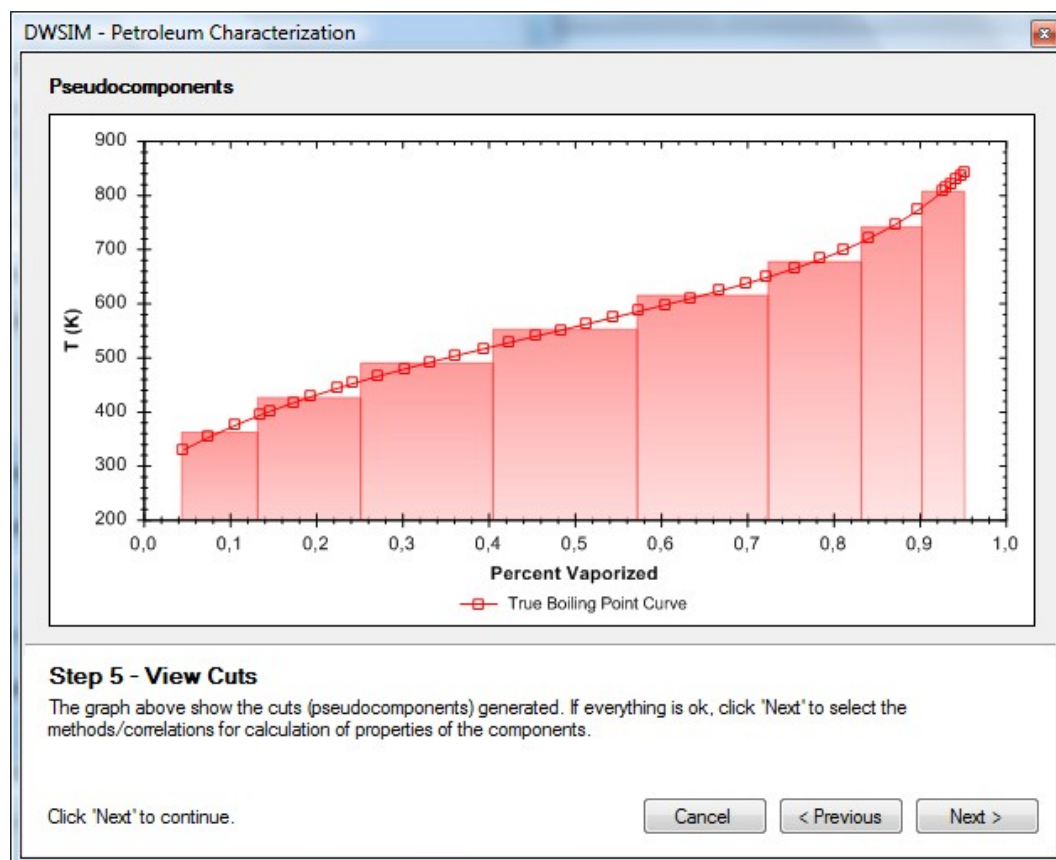 DWSIM - Petroleum Characterization
Pseudocomponents
900
800
700
600
500
400
300
200
T (K)
0,0 0,1 0,2 0,3 0,4 0,5 0,6 0,7 0,8 0,9 1,0
Percent Vaporized
True Boiling Point Curve
Step 5 - View Cuts
The graph above show the cuts (pseudocomponents) generated. If everything is ok, click 'Next' to select the
methods/correlations for calculation of properties of the components.
Click 'Next' to continue.
Cancel < Previous Next >